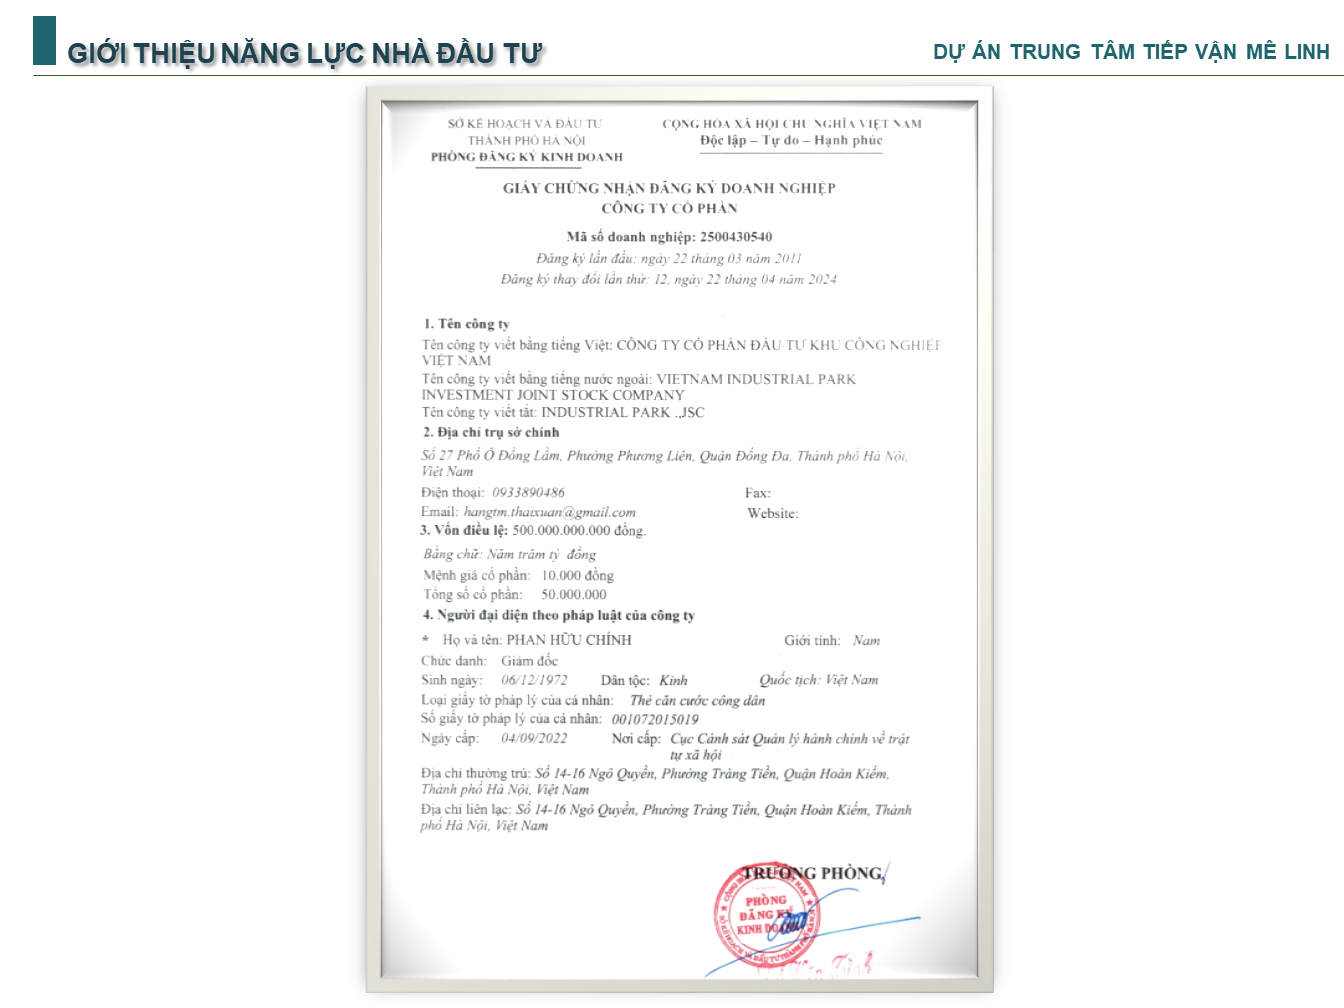 GIỚI THIỆU NĂNG LỰC NHÀ ĐẦU TƯ
DỰ ÁN TRUNG TÂM TIẾP VẬN MÊ LINH
SỞ KẾ HOẠCH VÀ ĐẦU TƯ
THÀNH PHỐ HÀ NỘI
PHÒNG ĐĂNG KÝ KINH DOANH
CỘNG HÒA XÃ HỘI CHỦ NGHĨA VIỆT NAM
Độc lập – Tự do – Hạnh phúc
GIẤY CHỨNG NHẬN ĐĂNG KÝ DOANH NGHIỆP
CÔNG TY CỔ PHẦN
Mã số doanh nghiệp: 2500430540
Đăng ký lần đầu: ngày 22 tháng 03 năm 2011
Đăng ký thay đổi lần thứ: 12, ngày 22 tháng 04 năm 2024
1. Tên công ty
Tên công ty viết bằng tiếng Việt: CÔNG TY CỔ PHẦN ĐẦU TƯ KHU CÔNG NGHIỆP
VIỆT NAM
Tên công ty viết bằng tiếng nước ngoài: VIETNAM INDUSTRIAL PARK
INVESTMENT JOINT STOCK COMPANY
Tên công ty viết tắt: INDUSTRIAL PARK .,JSC
2. Địa chỉ trụ sở chính
Số 27 Phố Ô Đồng Lầm, Phường Phương Liên, Quận Đống Đa, Thành phố Hà Nội,
Việt Nam
Điện thoại: 0933890486
Fax:
Email: hangtm.thaixuan@gmail.com
Website:
3. Vốn điều lệ: 500.000.000.000 đồng.
Bằng chữ: Năm trăm tỷ đồng
Mệnh giá cổ phần: 10.000 đồng
Tổng số cổ phần: 50.000.000
4. Người đại diện theo pháp luật của công ty
* Họ và tên: PHAN HỮU CHÍNH Giới tính: Nam
Chức danh: Giám đốc
Sinh ngày: 06/12/1972 Dân tộc: Kinh Quốc tịch: Việt Nam
Loại giấy tờ pháp lý của cá nhân: Thẻ căn cước công dân
Số giấy tờ pháp lý của cá nhân: 001072015019
Ngày cấp: 04/09/2022 Nơi cấp: Cục Cảnh sát Quản lý hành chính về trật
tự xã hội
Địa chỉ thường trú: Số 14-16 Ngô Quyền, Phường Tràng Tiền, Quận Hoàn Kiếm,
Thành phố Hà Nội, Việt Nam
Địa chỉ liên lạc: Số 14-16 Ngô Quyền, Phường Tràng Tiền, Quận Hoàn Kiếm, Thành
phố Hà Nội, Việt Nam
TRƯỞNG PHÒNG
PHÒNG
ĐĂNG KÝ
KINH DOANH